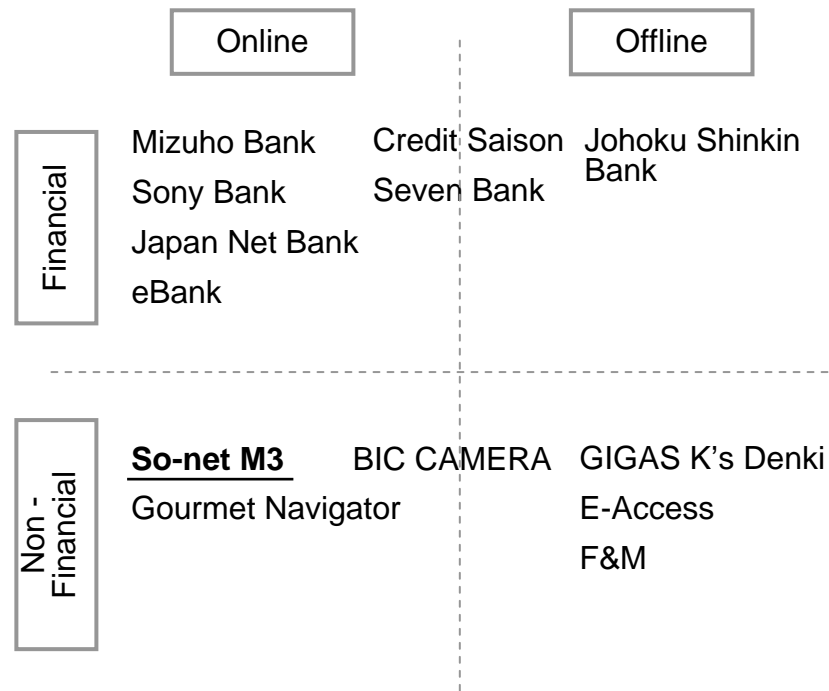 Online
Offline
Financial
Mizuho Bank
Credit Saison
Johoku Shinkin
Bank
Sony Bank
Seven Bank
Japan Net Bank
eBank
Non -
Financial
So-net M3
BIC CAMERA
GIGAS K's Denki
Gourmet Navigator
E-Access
F&M